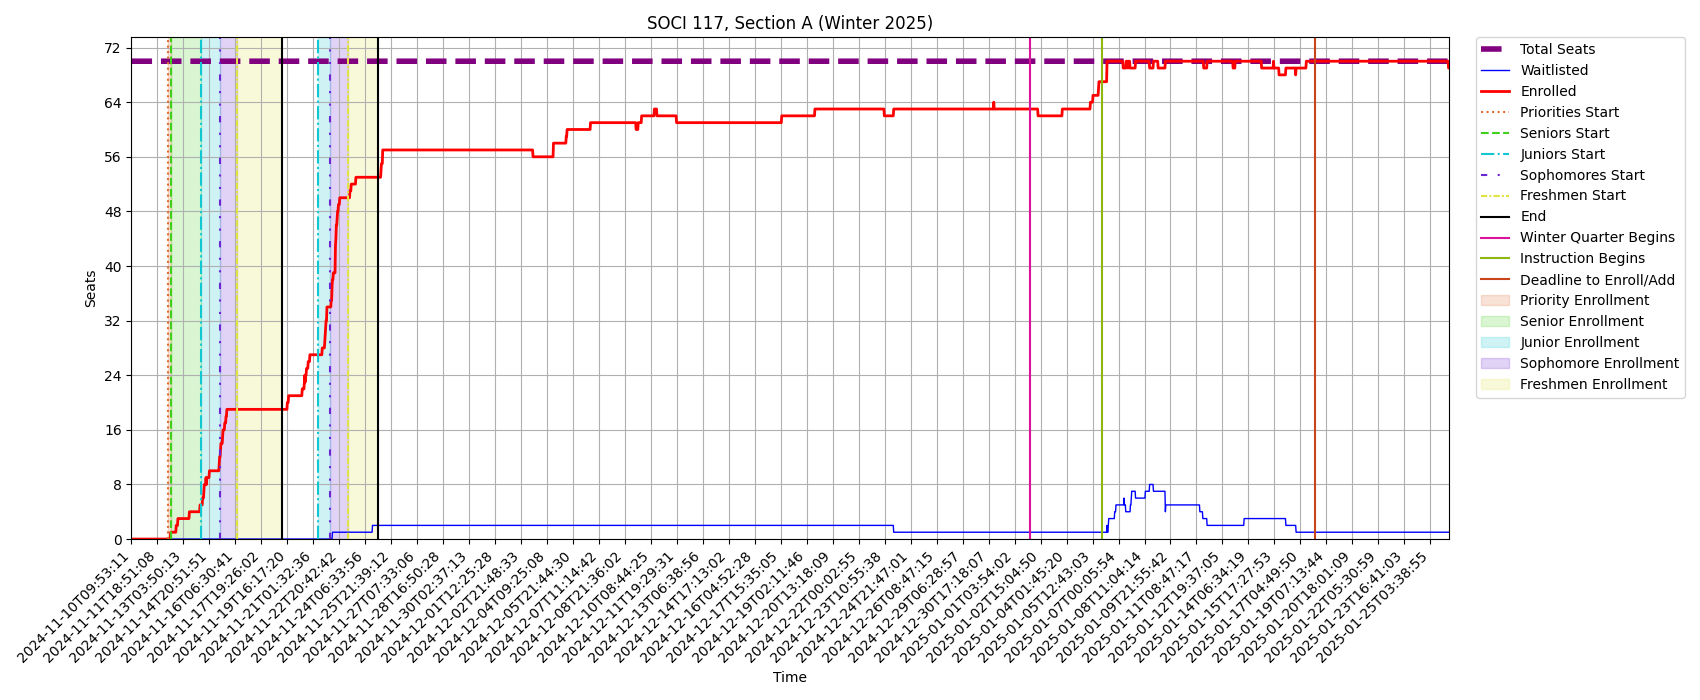 SOCI 117, Section A (Winter 2025)
Seats
72
64
56
48
40
32
24
16
8
0
2024-11-10T09:53:11
2024-11-11T18:51:08
2024-11-13T03:50:13
2024-11-14T20:51:51
2024-11-16T06:30:41
2024-11-17T19:26:02
2024-11-19T16:17:20
2024-11-21T01:32:36
2024-11-22T20:42:42
2024-11-24T06:33:56
2024-11-25T21:39:12
2024-11-27T07:33:06
2024-11-28T16:50:28
2024-11-30T02:37:13
2024-12-01T12:25:28
2024-12-02T21:48:33
2024-12-04T09:25:08
2024-12-05T21:44:30
2024-12-07T11:14:42
2024-12-08T21:36:02
2024-12-10T08:44:25
2024-12-11T19:29:31
2024-12-13T06:38:56
2024-12-14T17:13:02
2024-12-16T04:52:28
2024-12-17T15:35:05
2024-12-19T02:11:46
2024-12-20T13:18:09
2024-12-22T00:02:55
2024-12-23T10:55:38
2024-12-24T21:47:01
2024-12-26T08:47:15
2024-12-29T06:28:57
2024-12-30T17:18:07
2025-01-01T03:54:02
2025-01-02T15:04:50
2025-01-04T01:45:20
2025-01-05T12:43:03
2025-01-07T00:05:54
2025-01-08T11:04:14
2025-01-09T21:55:42
2025-01-11T08:47:17
2025-01-12T19:37:05
2025-01-14T06:34:19
2025-01-15T17:27:53
2025-01-17T04:49:50
2025-01-19T07:13:44
2025-01-20T18:01:09
2025-01-22T05:30:59
2025-01-23T16:41:03
2025-01-25T03:38:55
Time
Total Seats
Waitlisted
Enrolled
Priorities Start
Seniors Start
Juniors Start
Sophomores Start
Freshmen Start
End
Winter Quarter Begins
Instruction Begins
Deadline to Enroll/Add
Priority Enrollment
Senior Enrollment
Junior Enrollment
Sophomore Enrollment
Freshmen Enrollment